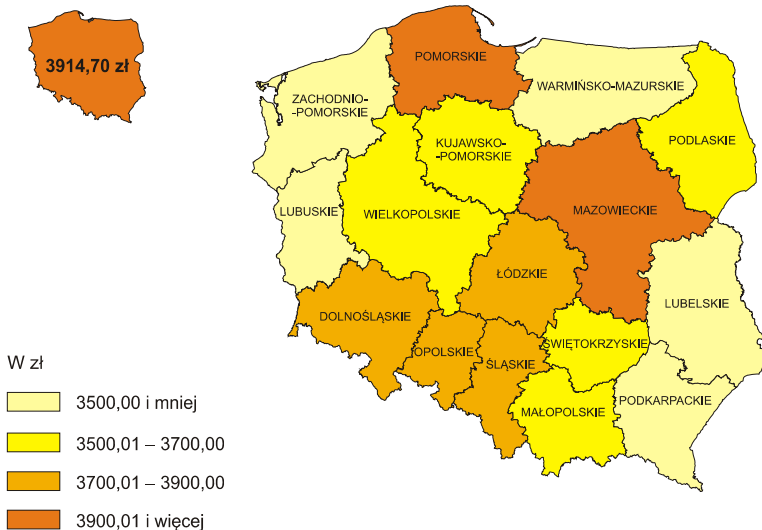 3914,70 zł
POMORSKIE
WARMIŃSKO-MAZURSKIE
ZACHODNIO-
-POMORSKIE
KUJAWSKO-
-POMORSKIE
PODLASKIE
LUBUSKIE
WIELKOPOLSKIE
MAZOWIECKIE
ŁÓDZKIE
LUBELSKIE
DOLNOŚLĄSKIE
OPOLSKIE
ŚLĄSKIE
ŚWIĘTOKRZYSKIE
MAŁOPOLSKIE
PODKARPACKIE
W zł
3500,00 i mniej
3500,01 – 3700,00
3700,01 – 3900,00
3900,01 i więcej